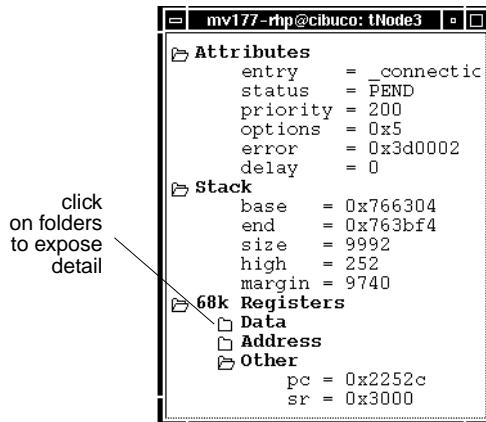 mv177-rhp@cibuco: tNode3
Attributes
entry = _connectic
status = PEND
priority = 200
options = 0x5
error = 0x3d0002
delay = 0
Stack
base = 0x766304
end = 0x763bf4
size = 9992
high = 252
margin = 9740
68k Registers
Data
Address
Other
pc = 0x2252c
sr = 0x3000
click
on folders
to expose
detail